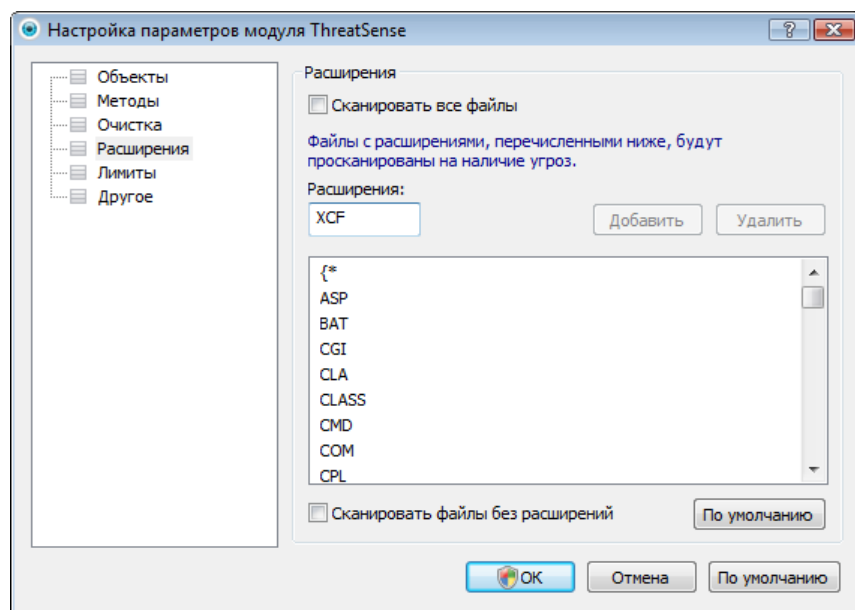 Настройка параметров модуля ThreatSense
Объекты
Методы
Очистка
Расширения
Лимиты
Другое
Расширения
Сканировать все файлы
Файлы с расширениями, перечисленными ниже, будут
просканированы на наличие угроз.
Расширения:
XCF
Добавить
Удалить
{*
ASP
BAT
CGI
CLA
CLASS
CMD
COM
CPL
Сканировать файлы без расширений
По умолчанию
OK
Отмена
По умолчанию